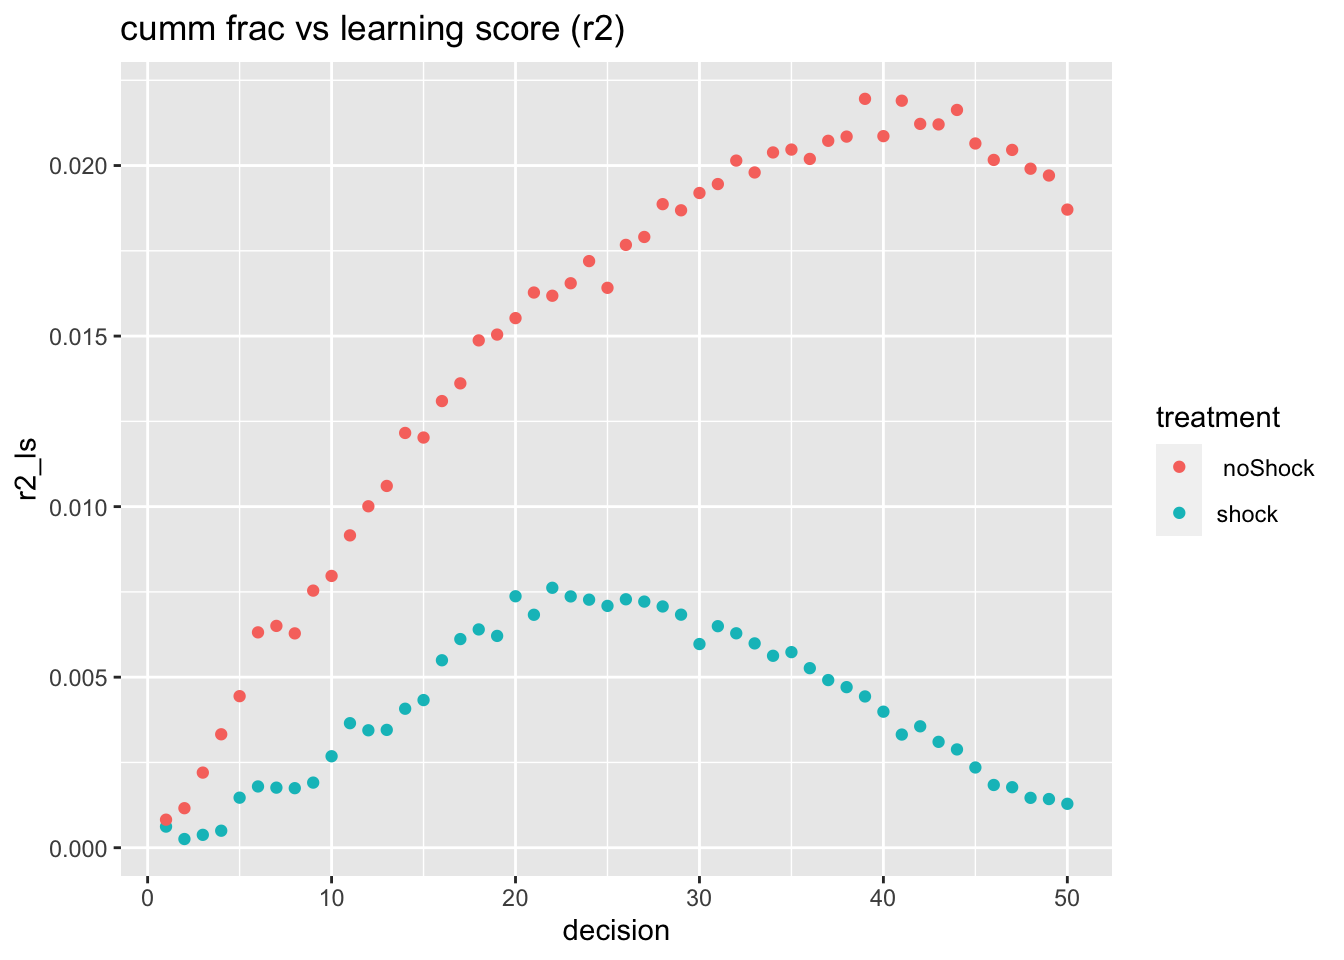 cumm frac vs learning score (r2)
r2_ls
0.020
0.015
0.010
0.005
0.000
0 10 20 30 40 50
decision
treatment
noShock
shock